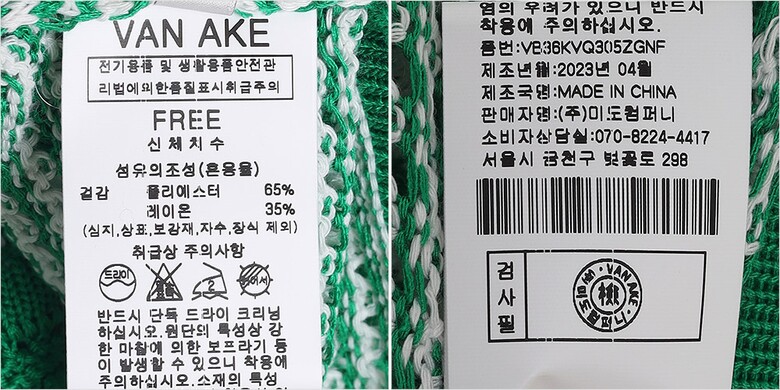 VAN AKE
전기용품 및 생활용품안전관
리법에의한품질표시취급주의
FREE
신체치수
섬유의조성(혼용율)
겉감 폴리에스터 65%
레이온 35%
(심지,상표,보강재,자수,장식 제외)
취급상 주의사항
드라이
2
반드시 단독 드라이 크리닝
하십시오.원단의 특성상 강
한 마찰에 의한 보프라기 등
이 발생할 수 있으니 착용에
주의하십시오.소재의 특성
염의 우려가 있으니 반드시
착용에 주의하십시오.
품번:VB36KVQ305ZGNF
제조년월:2023년 04월
제조국명:MADE IN CHINA
판매자명:(주)미도컴퍼니
소비자상담실:070-8224-4417
서울시 금천구 벚꽃로 298
검사필
VAN AKE
㈜미도컴퍼니